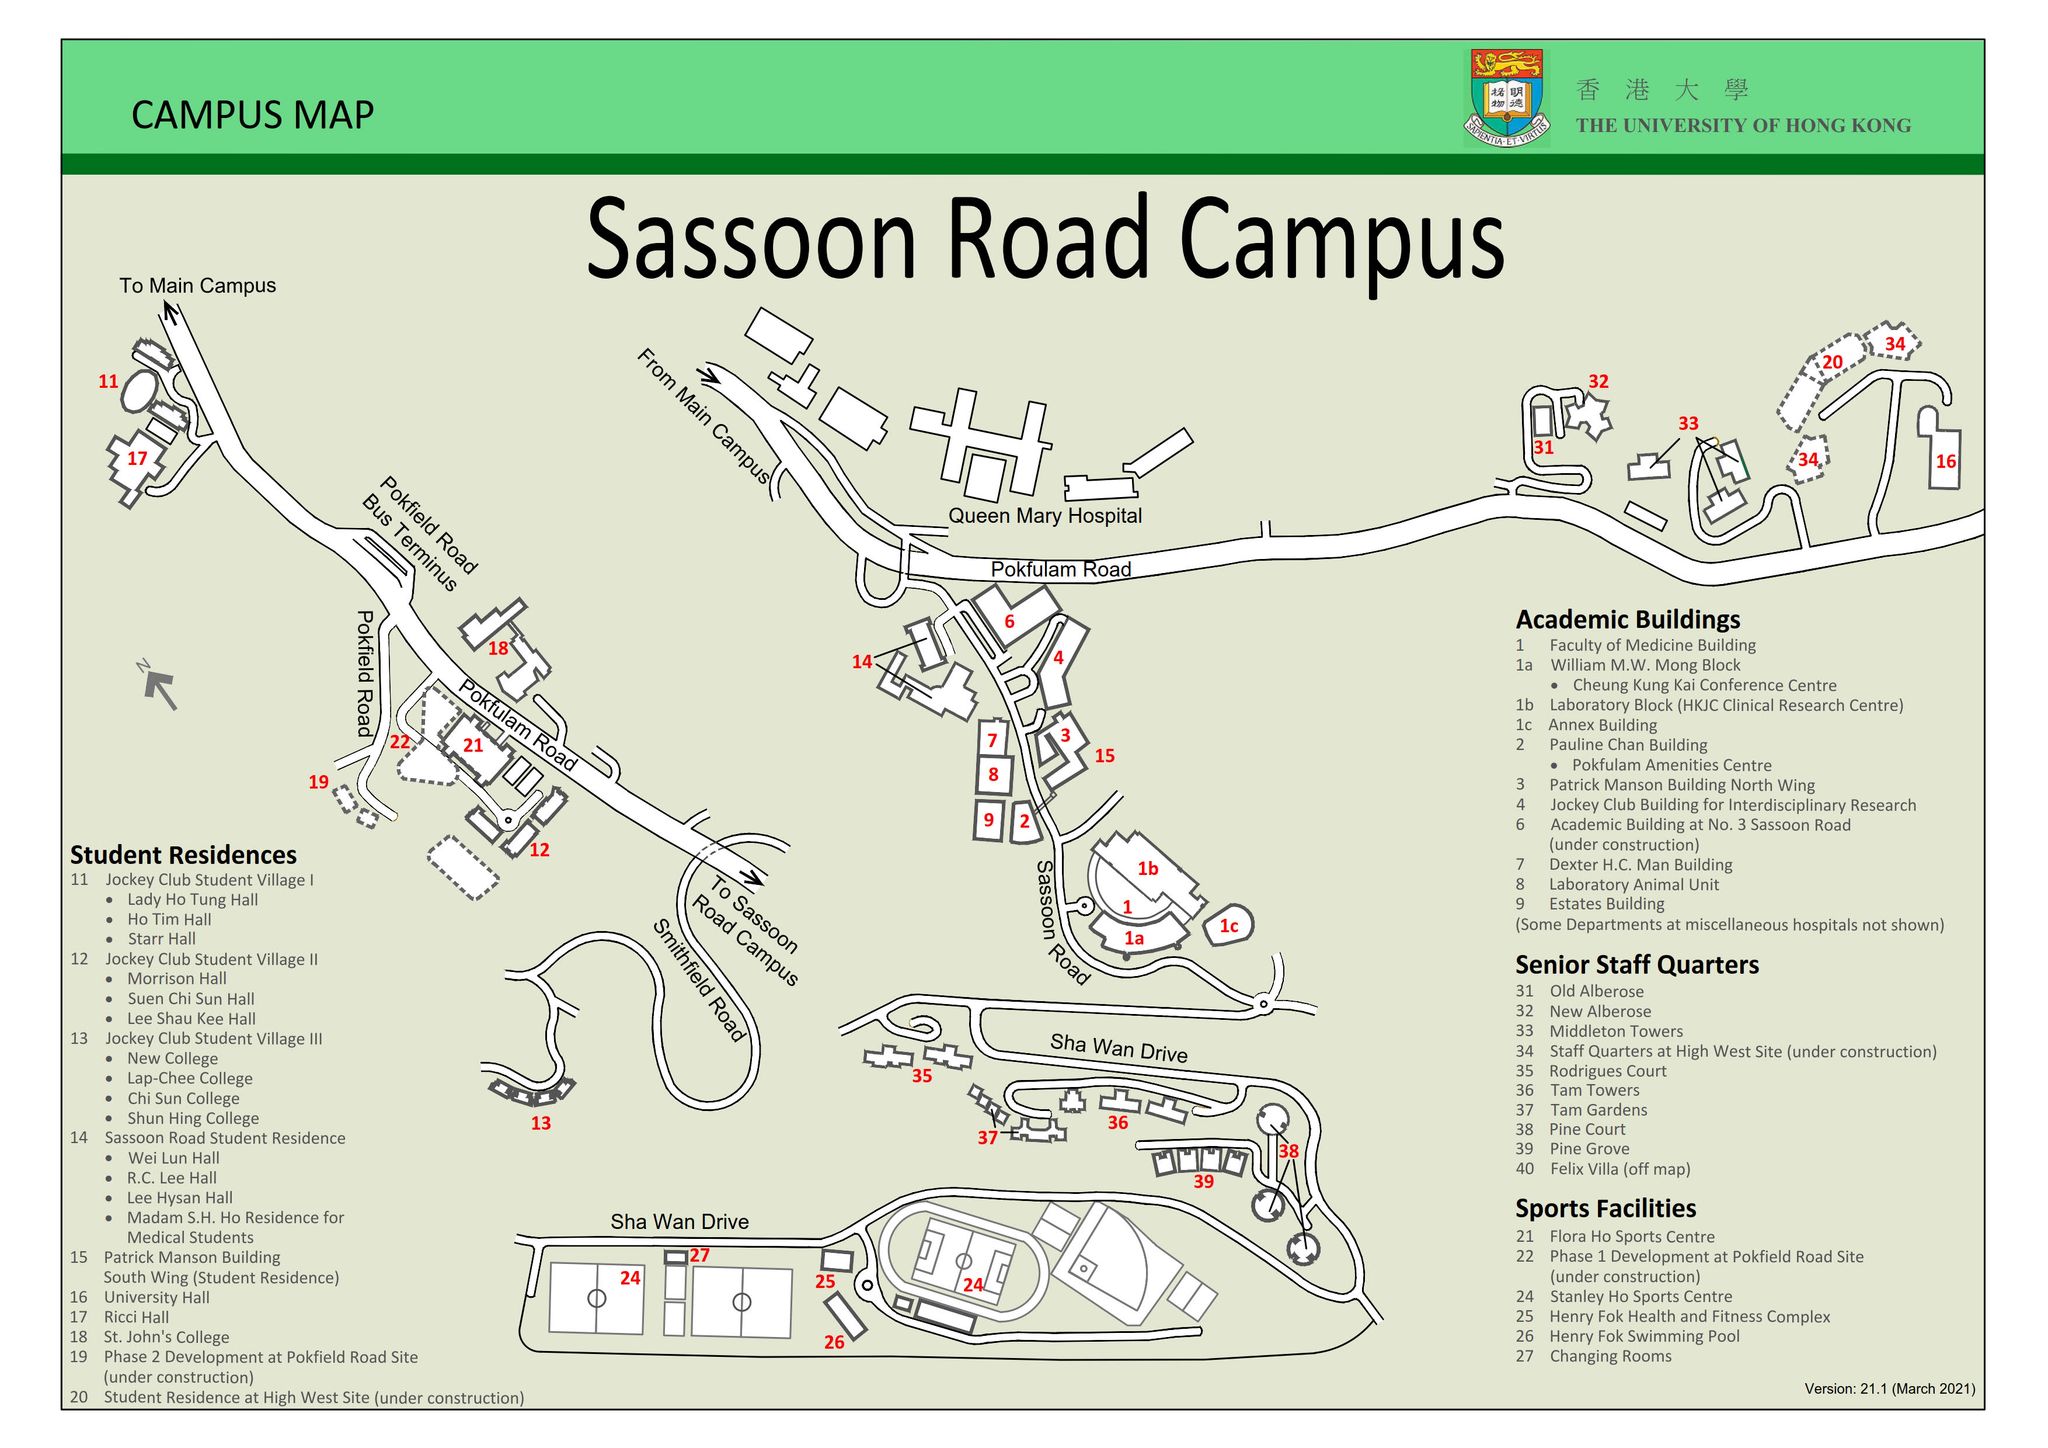 CAMPUS MAP
格物
明德
SAPIENTIA·ET·VIRTUS
香港大學
THE UNIVERSITY OF HONG KONG
Sassoon Road Campus
To Main Campus
From Main Campus
11
17
Pokfield Road
Bus Terminus
Pokfield Road
18
Pokfulam Road
22
21
19
12
N
To Sassoon
Road Campus
Smithfield Road
13
Queen Mary Hospital
Pokfulam Road
6
14
4
7
3
15
8
9
2
1b
1
1a
1c
Sassoon Road
31
32
33
34
20
34
16
Sha Wan Drive
35
36
37
38
39
Sha Wan Drive
27
24
25
24
26
Student Residences
11 Jockey Club Student Village I
• Lady Ho Tung Hall
• Ho Tim Hall
• Starr Hall
12 Jockey Club Student Village II
• Morrison Hall
• Suen Chi Sun Hall
• Lee Shau Kee Hall
13 Jockey Club Student Village III
• New College
• Lap-Chee College
• Chi Sun College
• Shun Hing College
14 Sassoon Road Student Residence
• Wei Lun Hall
• R.C. Lee Hall
• Lee Hysan Hall
• Madam S.H. Ho Residence for
Medical Students
15 Patrick Manson Building
South Wing (Student Residence)
16 University Hall
17 Ricci Hall
18 St. John's College
19 Phase 2 Development at Pokfield Road Site
(under construction)
20 Student Residence at High West Site (under construction)
Academic Buildings
1 Faculty of Medicine Building
1a William M.W. Mong Block
• Cheung Kung Kai Conference Centre
1b Laboratory Block (HKJC Clinical Research Centre)
1c Annex Building
2 Pauline Chan Building
• Pokfulam Amenities Centre
3 Patrick Manson Building North Wing
4 Jockey Club Building for Interdisciplinary Research
6 Academic Building at No. 3 Sassoon Road
(under construction)
7 Dexter H.C. Man Building
8 Laboratory Animal Unit
9 Estates Building
(Some Departments at miscellaneous hospitals not shown)
Senior Staff Quarters
31 Old Alberose
32 New Alberose
33 Middleton Towers
34 Staff Quarters at High West Site (under construction)
35 Rodrigues Court
36 Tam Towers
37 Tam Gardens
38 Pine Court
39 Pine Grove
40 Felix Villa (off map)
Sports Facilities
21 Flora Ho Sports Centre
22 Phase 1 Development at Pokfield Road Site
(under construction)
24 Stanley Ho Sports Centre
25 Henry Fok Health and Fitness Complex
26 Henry Fok Swimming Pool
27 Changing Rooms
Version: 21.1 (March 2021)